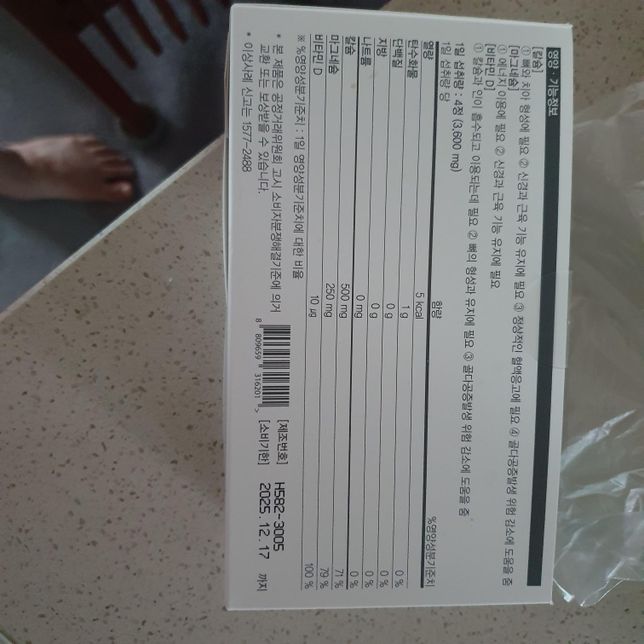 영양 · 기능정보
[칼슘]
① 뼈와 치아 형성에 필요 ② 신경과 근육 기능 유지에 필요 ③ 정상적인 혈액응고에 필요 ④ 골다공증발생 위험 감소에 도움을 줌
[마그네슘]
① 에너지 이용에 필요 ② 신경과 근육 기능 유지에 필요
[비타민 D]
① 칼슘과 인이 흡수되고 이용되는데 필요 ② 뼈의 형성과 유지에 필요 ③ 골다공증발생 위험 감소에 도움을 줌
1일 섭취량 : 4정 (3,600 mg)
1일 섭취량 당 함량 %영양성분기준치
열량 5 kcal
탄수화물 1 g 0 %
단백질 0 g 0 %
지방 0 g 0 %
나트륨 0 mg 0 %
칼슘 500 mg 71 %
마그네슘 250 mg 79 %
비타민 D 10 μg 100 %
※ %영양성분기준치 : 1일 영양성분기준치에 대한 비율
• 본 제품은 공정거래위원회 고시 소비자분쟁해결기준에 의거
교환 또는 보상받을 수 있습니다.
• 이상사례 신고는 1577-2488
8 809659 316201 >
[제조번호] H582-3005
[소비기한] 2025.12.17 까지